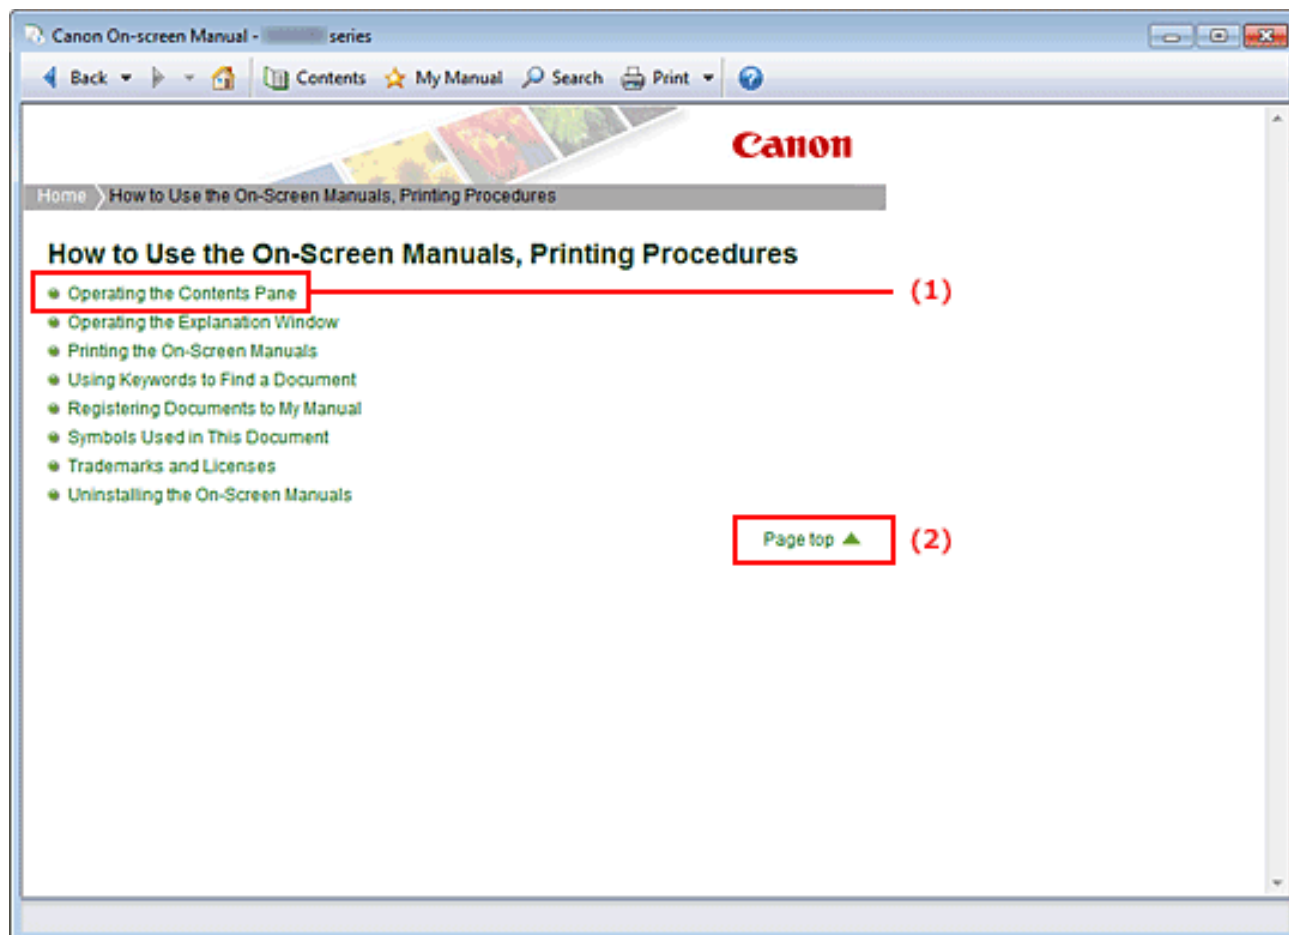 Canon On-screen Manual - series
Back Contents My Manual Search Print
Canon
Home How to Use the On-Screen Manuals, Printing Procedures
How to Use the On-Screen Manuals, Printing Procedures
Operating the Contents Pane (1)
Operating the Explanation Window
Printing the On-Screen Manuals
Using Keywords to Find a Document
Registering Documents to My Manual
Symbols Used in This Document
Trademarks and Licenses
Uninstalling the On-Screen Manuals
Page top (2)